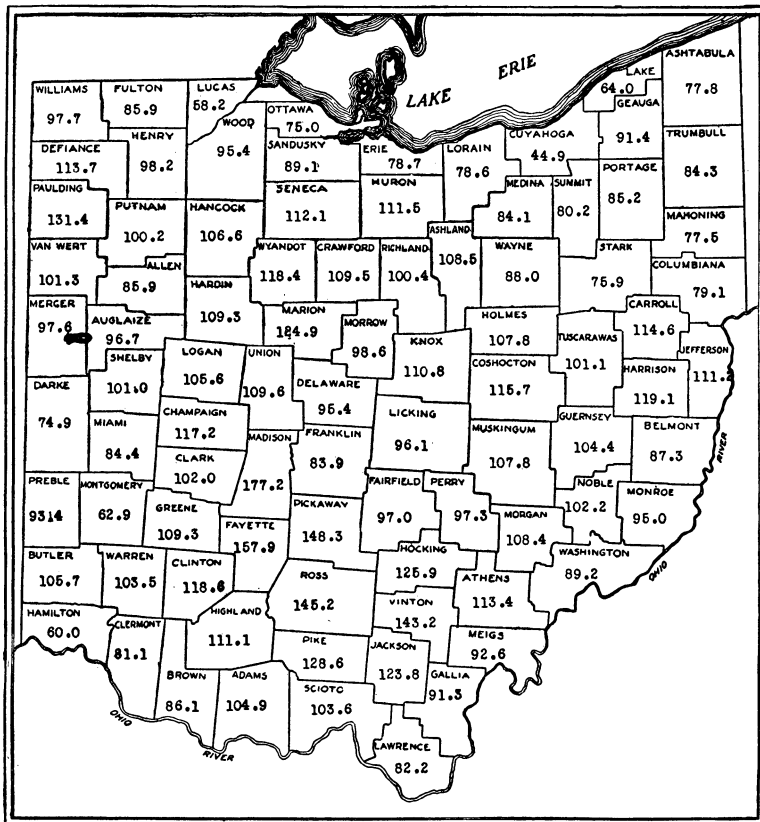 LAKE ERIE
WILLIAMS
97.7
FULTON
85.9
LUCAS
58.2
OTTAWA
75.0
LAKE
64.0
ASHTABULA
77.8
GEAUGA
91.4
HENRY
98.2
WOOD
95.4
SANDUSKY
89.1
ERIE
78.7
LORAIN
78.6
CUYAHOGA
44.9
TRUMBULL
84.3
DEFIANCE
113.7
PAULDING
131.4
PUTNAM
100.2
HANCOCK
106.6
SENECA
112.1
HURON
111.5
MEDINA
84.1
SUMMIT
80.2
PORTAGE
85.2
MAHONING
77.5
VAN WERT
101.3
ALLEN
85.9
HARDIN
109.3
WYANDOT
118.4
CRAWFORD
109.5
RICHLAND
100.4
ASHLAND
108.5
WAYNE
88.0
STARK
75.9
COLUMBIANA
79.1
MERCER
97.6
AUGLAIZE
96.7
MARION
MORROW
98.6
KNOX
110.8
HOLMES
107.8
TUSCARAWAS
101.1
CARROLL
114.6
JEFFERSON
111.2
SHELBY
101.0
LOGAN
105.6
UNION
109.6
DELAWARE
95.4
COSHOCTON
115.7
HARRISON
119.1
DARKE
74.9
MIAMI
84.4
CHAMPAIGN
117.2
CLARK
102.0
MADISON
177.2
FRANKLIN
83.9
LICKING
96.1
MUSKINGUM
107.8
GUERNSEY
104.4
BELMONT
87.3
RIVER
PREBLE
MONTGOMERY
62.9
GREENE
109.3
FAYETTE
157.9
PICKAWAY
148.3
FAIRFIELD
97.0
PERRY
97.3
MORGAN
108.4
NOBLE
102.2
MONROE
95.0
BUTLER
105.7
WARREN
103.5
CLINTON
118.6
ROSS
145.2
HOCKING
125.9
ATHENS
113.4
WASHINGTON
89.2
OHIO
HAMILTON
60.0
CLERMONT
81.1
HIGHLAND
111.1
PIKE
128.6
VINTON
143.2
JACKSON
123.8
MEIGS
92.6
GALLIA
91.3
BROWN
86.1
ADAMS
104.9
SCIOTO
103.6
LAWRENCE
82.2
OHIO
RIVER